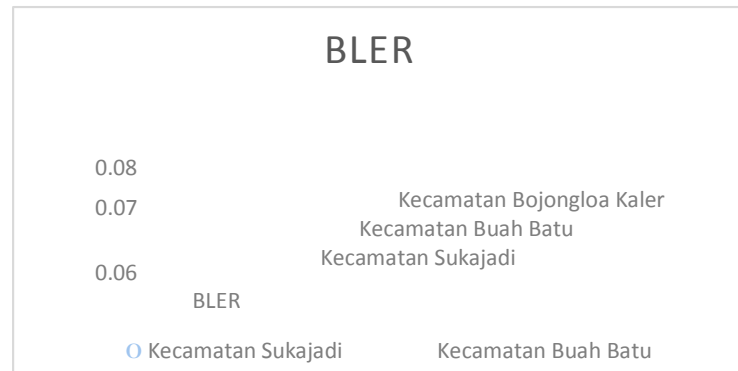 BLER
0.08
0.07
Kecamatan Bojongloa Kaler
Kecamatan Buah Batu
Kecamatan Sukajadi
0.06
BLER
O Kecamatan Sukajadi Kecamatan Buah Batu